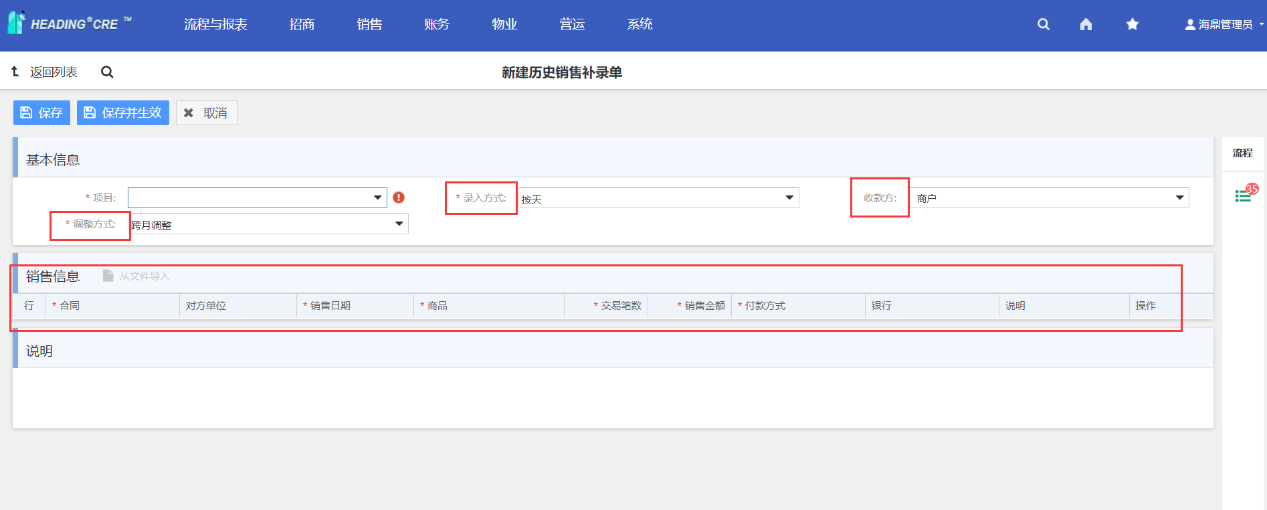 HEADING®CRE ™ 流程与报表 招商 销售 账务 物业 营运 系统 海鼎管理员
返回列表 新建历史销售补录单
保存 保存并生效 取消
基本信息 流程
* 项目: * 录入方式: 按天 收款方: 商户 35
* 调整方式: 跨月调整
销售信息 从文件导入
行 * 合同 对方单位 * 销售日期 * 商品 * 交易笔数 * 销售金额 * 付款方式 银行 说明 操作
说明